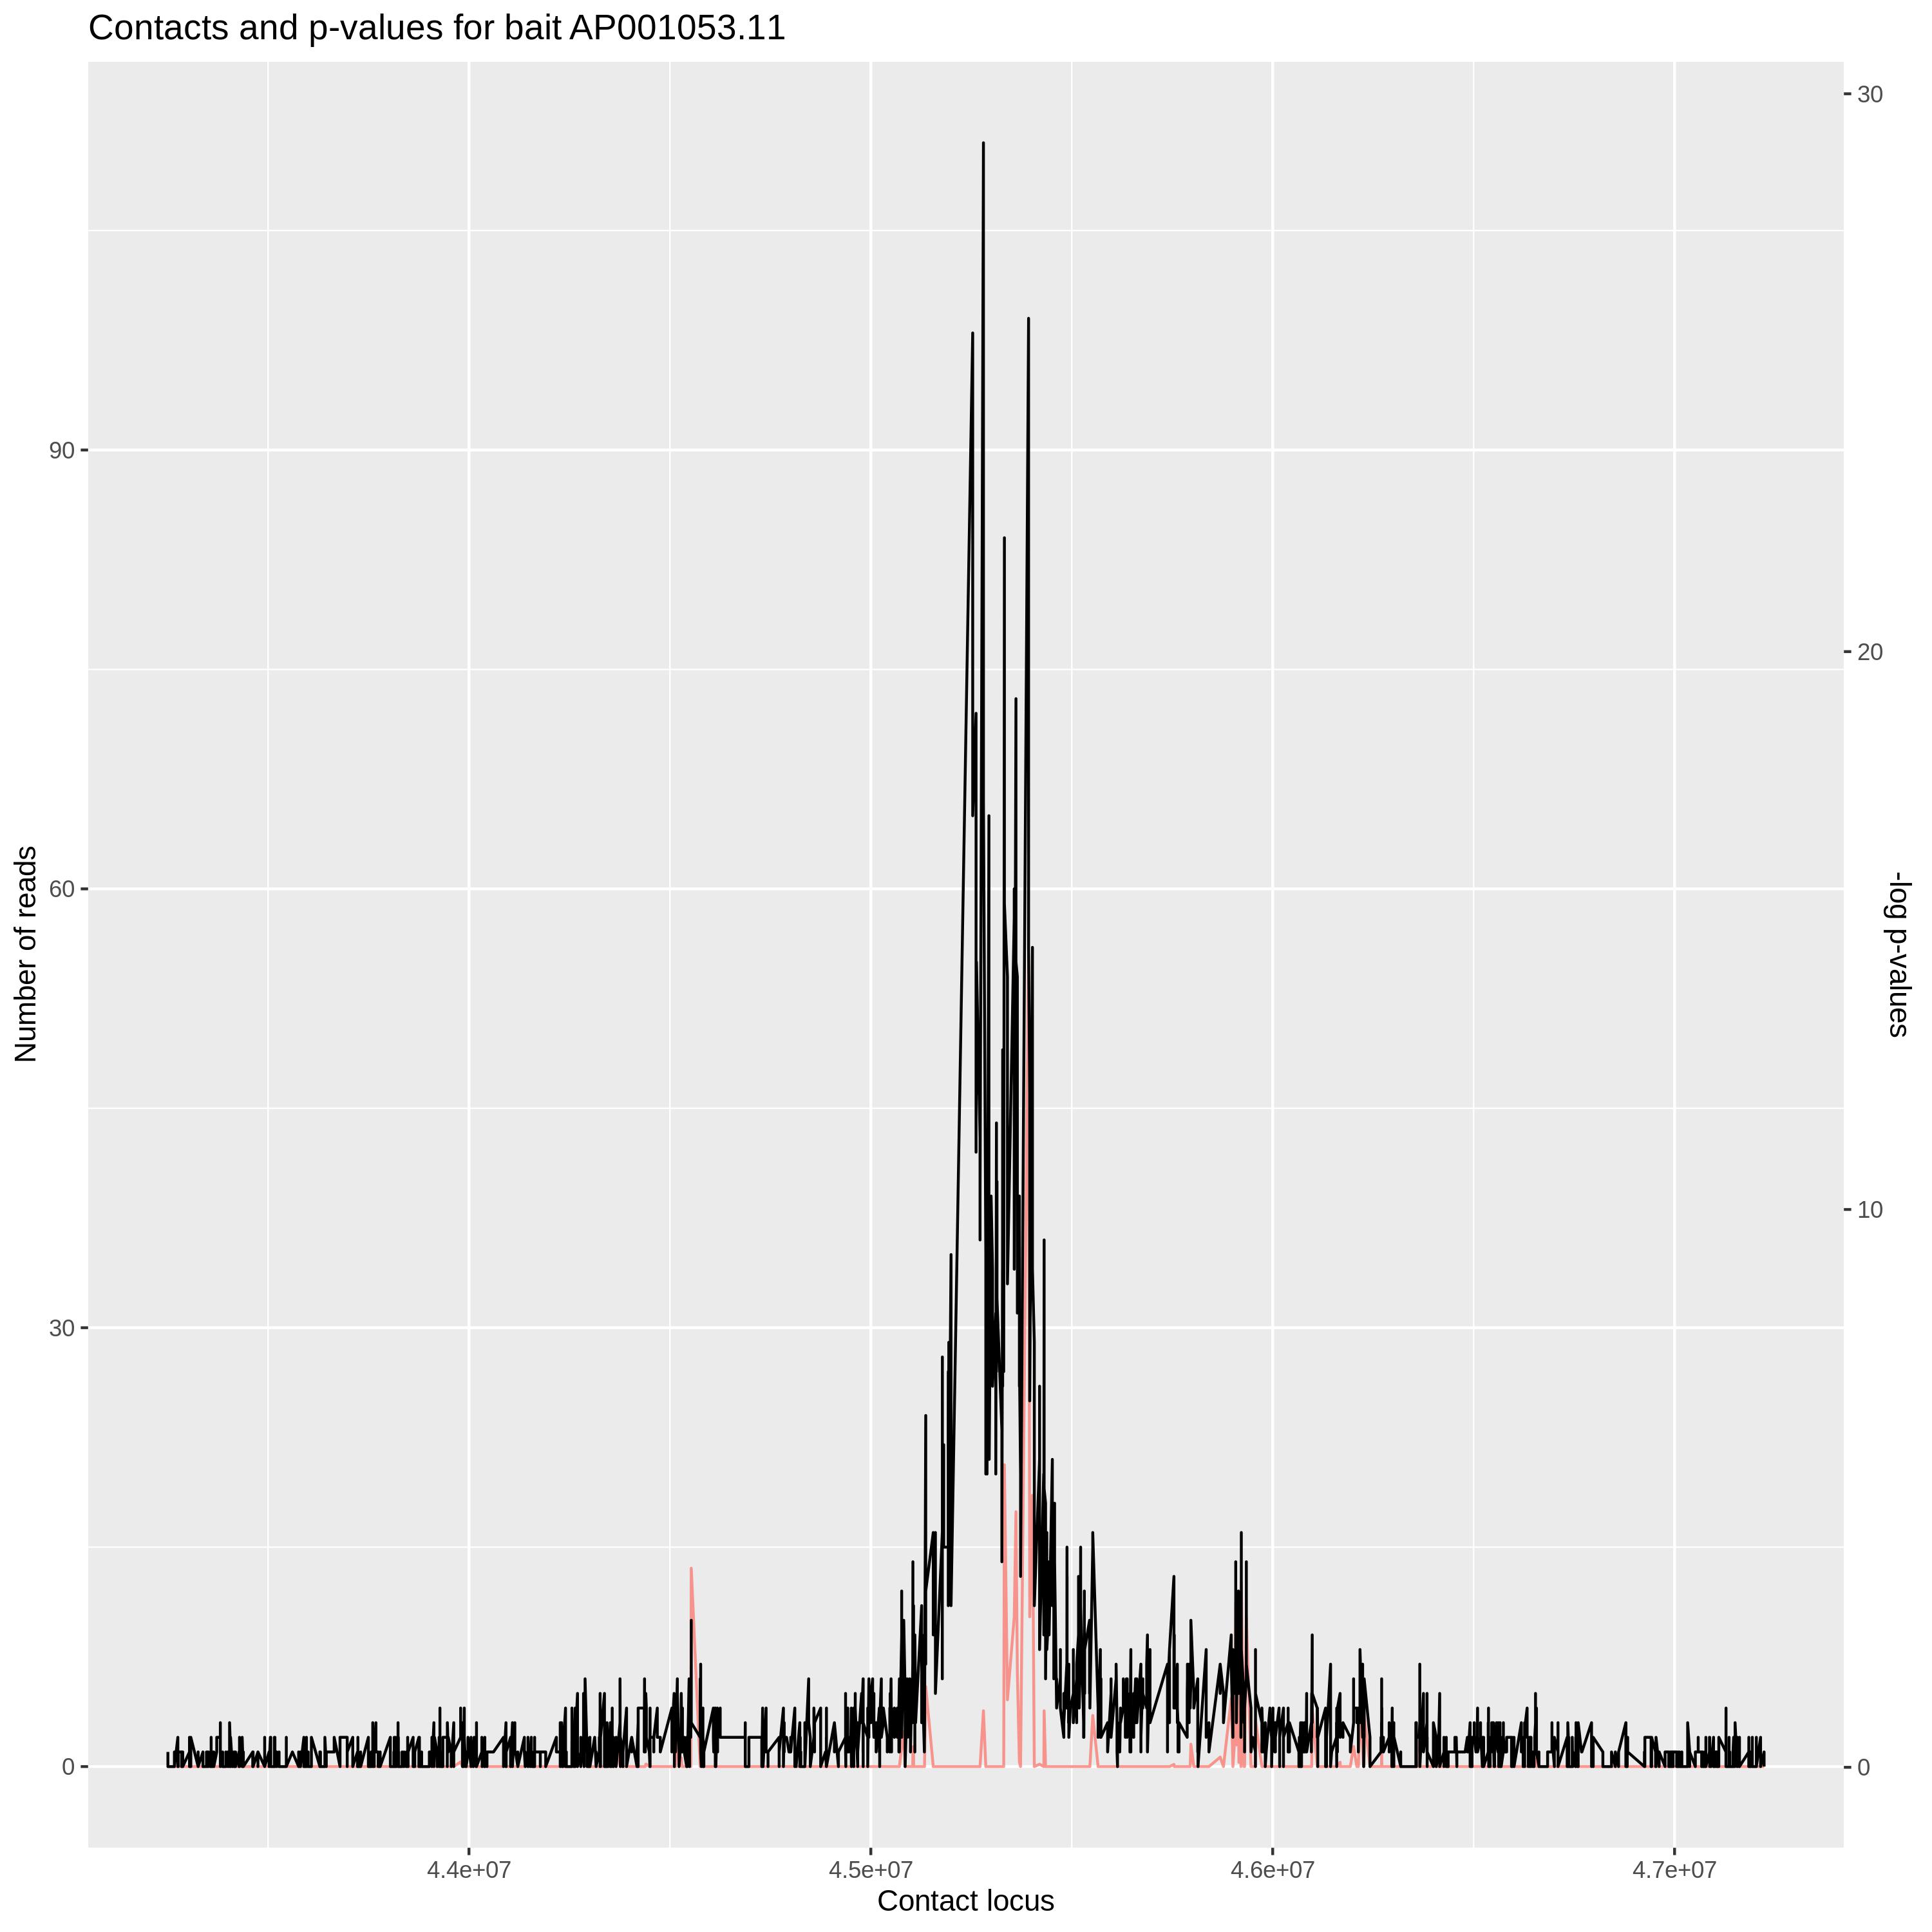 Contacts and p-values for bait AP001053.11
30
90
20
Number of reads
-log p-values
60
10
30
0
0
4.4e+07
4.5e+07
4.6e+07
4.7e+07
Contact locus